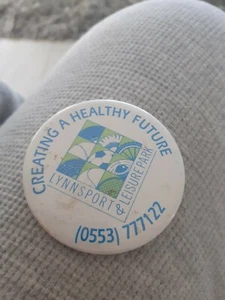 CREATING A HEALTHY FUTURE
LYNNSPORT &
LEISURE PARK
(0553) 777122